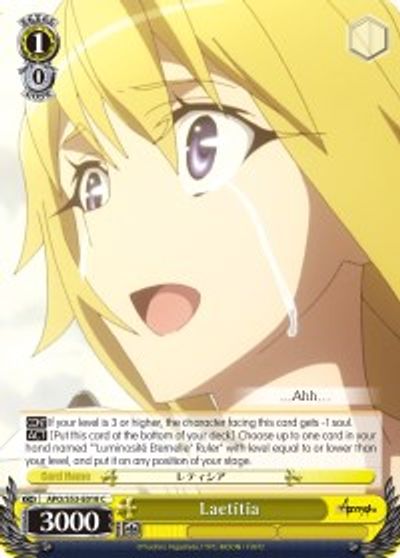 1
0
...Ahh...
CONT If your level is 3 or higher, the character facing this card gets -1 soul.
ACT [Put this card at the bottom of your deck] Choose up to one card in your
hand named "'Luminosité Eternelle' Ruler" with level equal to or lower than
your level, and put it on any position of your stage.
Card Name
レティシア
APO/S53-E019 C
3000
Laetitia